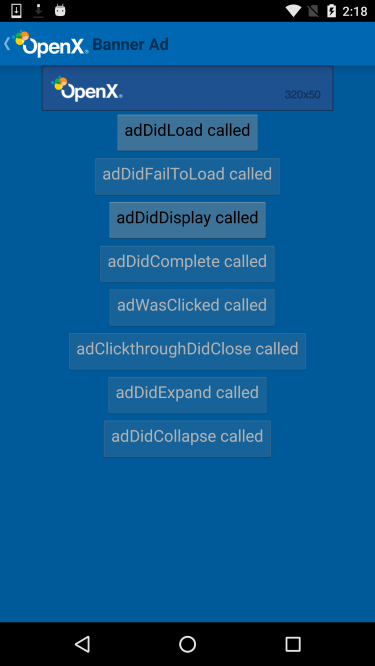 2:18
OpenX® Banner Ad
OpenX®
320x50
adDidLoad called
adDidFailToLoad called
adDidDisplay called
adDidComplete called
adWasClicked called
adClickthroughDidClose called
adDidExpand called
adDidCollapse called